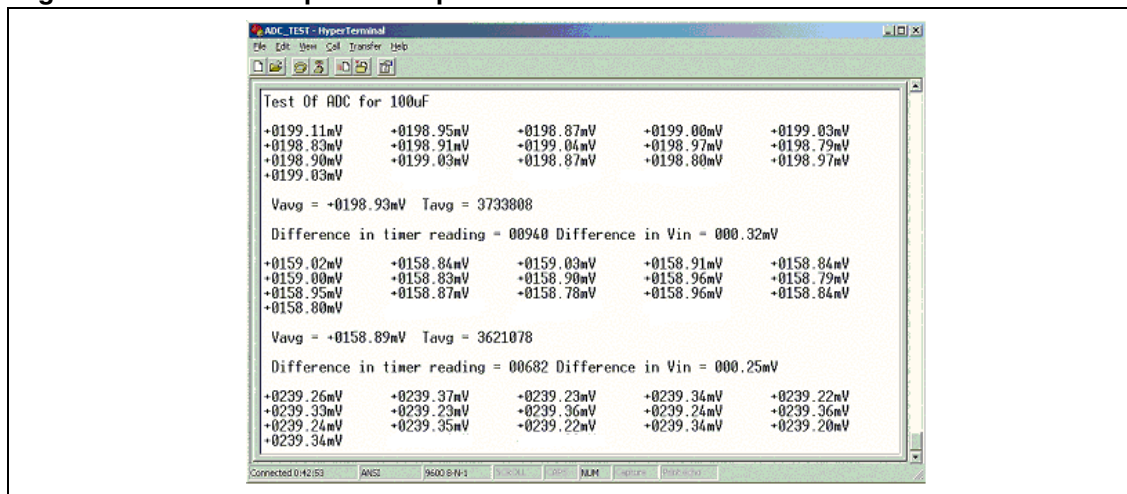 ADC_TEST - HyperTerminal
File Edit View Call Transfer Help
Test Of ADC for 100uF
+0199.11mV +0198.95mV +0198.87mV +0199.00mV +0199.03mV
+0198.83mV +0198.91mV +0199.04mV +0198.97mV +0198.79mV
+0198.90mV +0199.03mV +0198.87mV +0198.80mV +0198.97mV
+0199.03mV
Vavg = +0198.93mV Tavg = 3733808
Difference in timer reading = 00940 Difference in Vin = 000.32mV
+0159.02mV +0158.84mV +0159.03mV +0158.91mV +0158.84mV
+0159.00mV +0158.83mV +0158.90mV +0158.96mV +0158.79mV
+0158.95mV +0158.87mV +0158.78mV +0158.96mV +0158.84mV
+0158.80mV
Vavg = +0158.89mV Tavg = 3621078
Difference in timer reading = 00682 Difference in Vin = 000.25mV
+0239.26mV +0239.37mV +0239.23mV +0239.34mV +0239.22mV
+0239.33mV +0239.23mV +0239.36mV +0239.24mV +0239.36mV
+0239.24mV +0239.35mV +0239.22mV +0239.34mV +0239.20mV
+0239.34mV
Connected 0:42:53 ANSI 9600 8-N-1 SCROLL CAPS NUM Capture Print echo